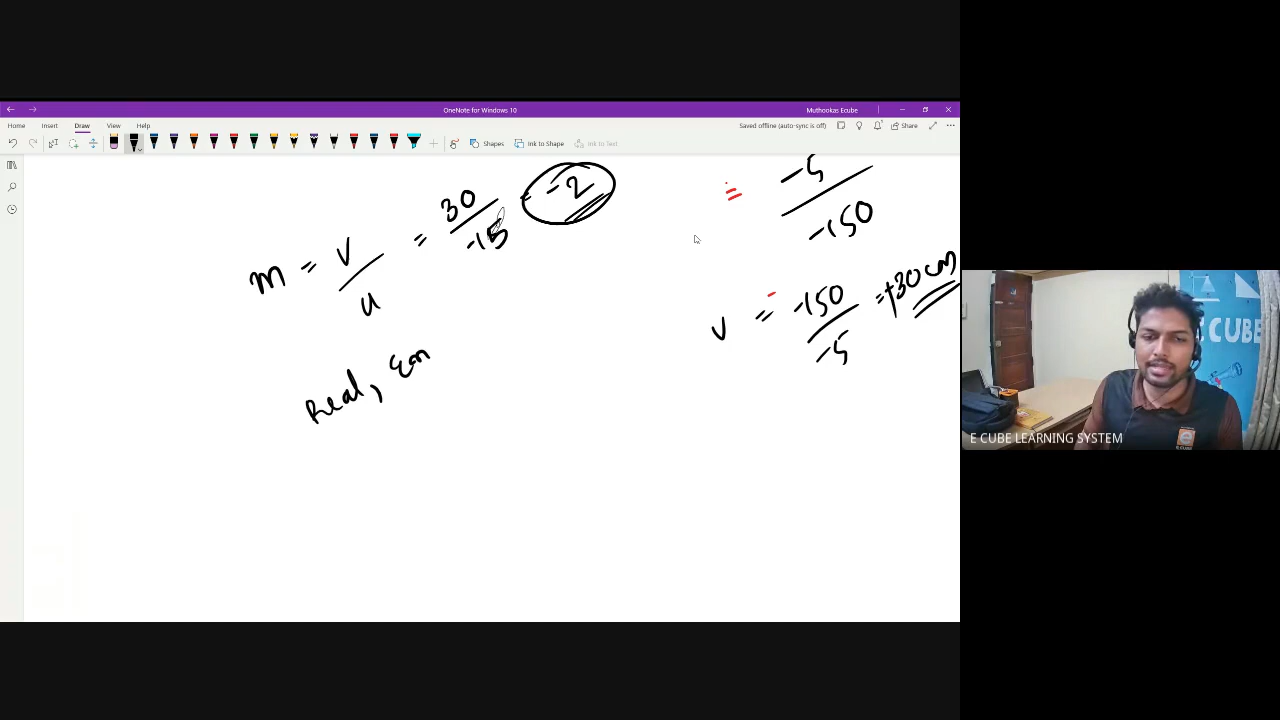 OneNote for Windows 10
Muthookas Ecube
Home Insert Draw View Help
Saved offline (auto-sync is off)
Share
Shapes
Ink to Shape
Ink to Text
m = v/u = 30/-15 = -2
= -5/-150
v = -150/-5 = +30 cm
Real, En
E CUBE
E CUBE LEARNING SYSTEM